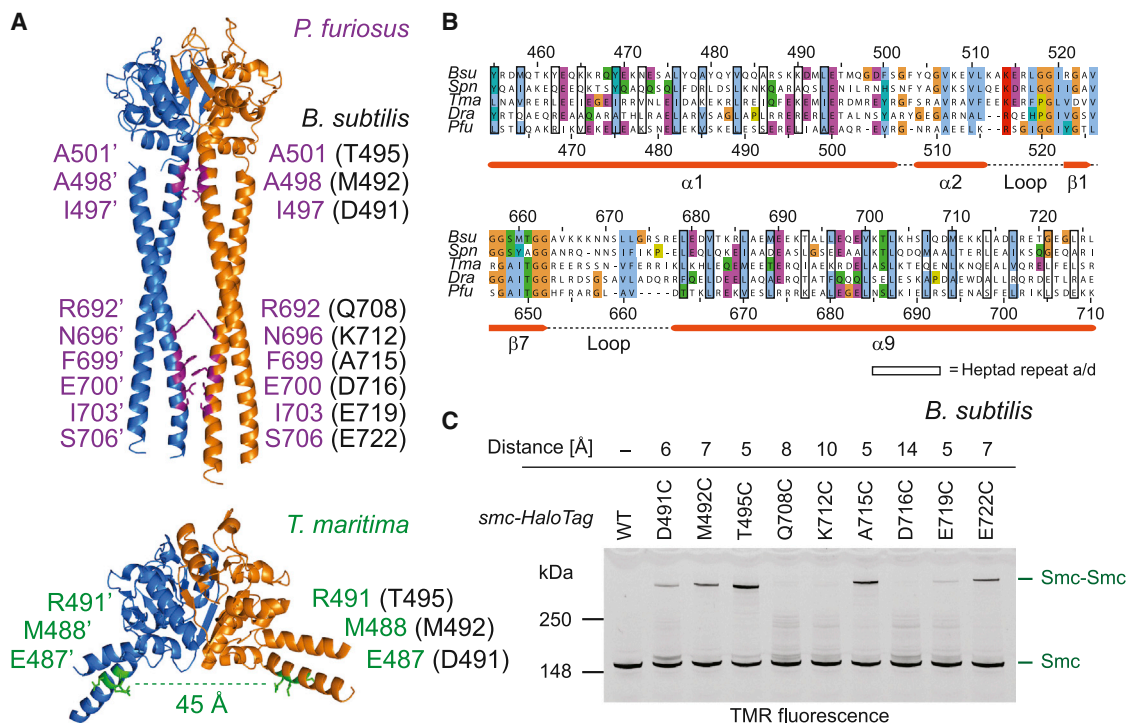 A
P. furiosus
B. subtilis
A501’ A501 (T495)
A498’ A498 (M492)
I497’ I497 (D491)
R692’ R692 (Q708)
N696’ N696 (K712)
F699’ F699 (A715)
E700’ E700 (D716)
I703’ I703 (E719)
S706’ S706 (E722)
T. maritima
R491’ R491 (T495)
M488’ M488 (M492)
E487’ E487 (D491)
45 Å
B
460 470 480 490 500 510 520
Bsu YRDMQTKYEQKKRQYEKNESALYQAYQYVQQARSKKDMLETMQGDFSGFYQGVKEVLKAKERLGGIRGAV
Spn
Tma
Dra
Pfu
470 480 490 500 510 520
α1 α2 Loop β1
660 670 680 690 700 710 720
Bsu GGSMTGGAVKKKNNSLLGRSRELEDVTKRLAEMEEKTALLEQEVKTLKHSIQDMEKKLADLRETGEGLRL
Spn
Tma
Dra
Pfu
650 660 670 680 690 700 710
β7 Loop α9
= Heptad repeat a/d
C
B. subtilis
Distance [Å] – 6 7 5 8 10 5 14 5 7
smc-HaloTag WT D491C M492C T495C Q708C K712C A715C D716C E719C E722C
kDa
Smc-Smc
250
148
Smc
TMR fluorescence